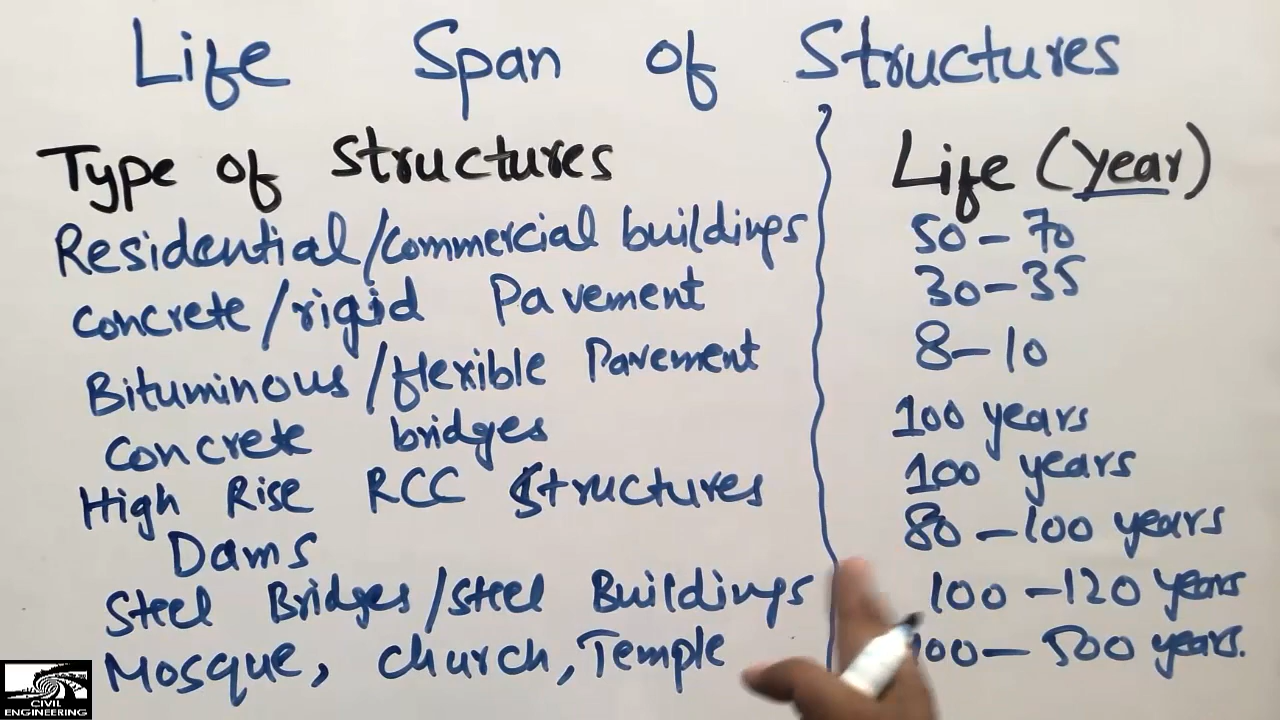 Life Span of Structures
Type of Structures Life (year)
Residential/Commercial buildings 50 – 70
Concrete/rigid Pavement 30 – 35
Bituminous/flexible Pavement 8 – 10
Concrete bridges 100 years
High Rise RCC Structures 100 years
Dams 80 – 100 years
Steel Bridges/Steel Buildings 100 – 120 years
Mosque, Church, Temple 100 – 500 years.
CIVIL
ENGINEERING